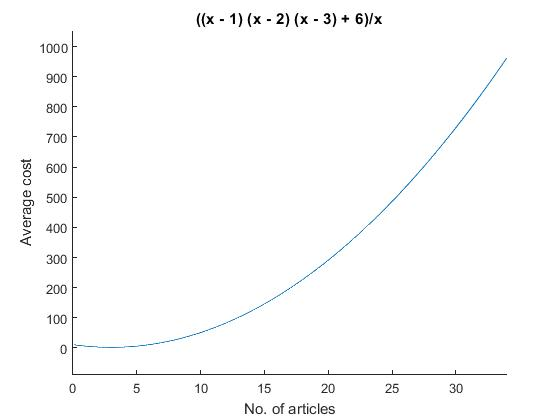 ((x - 1) (x - 2) (x - 3) + 6)/x
1000
900
800
700
600
500
400
300
200
100
0
Average cost
0 5 10 15 20 25 30
No. of articles